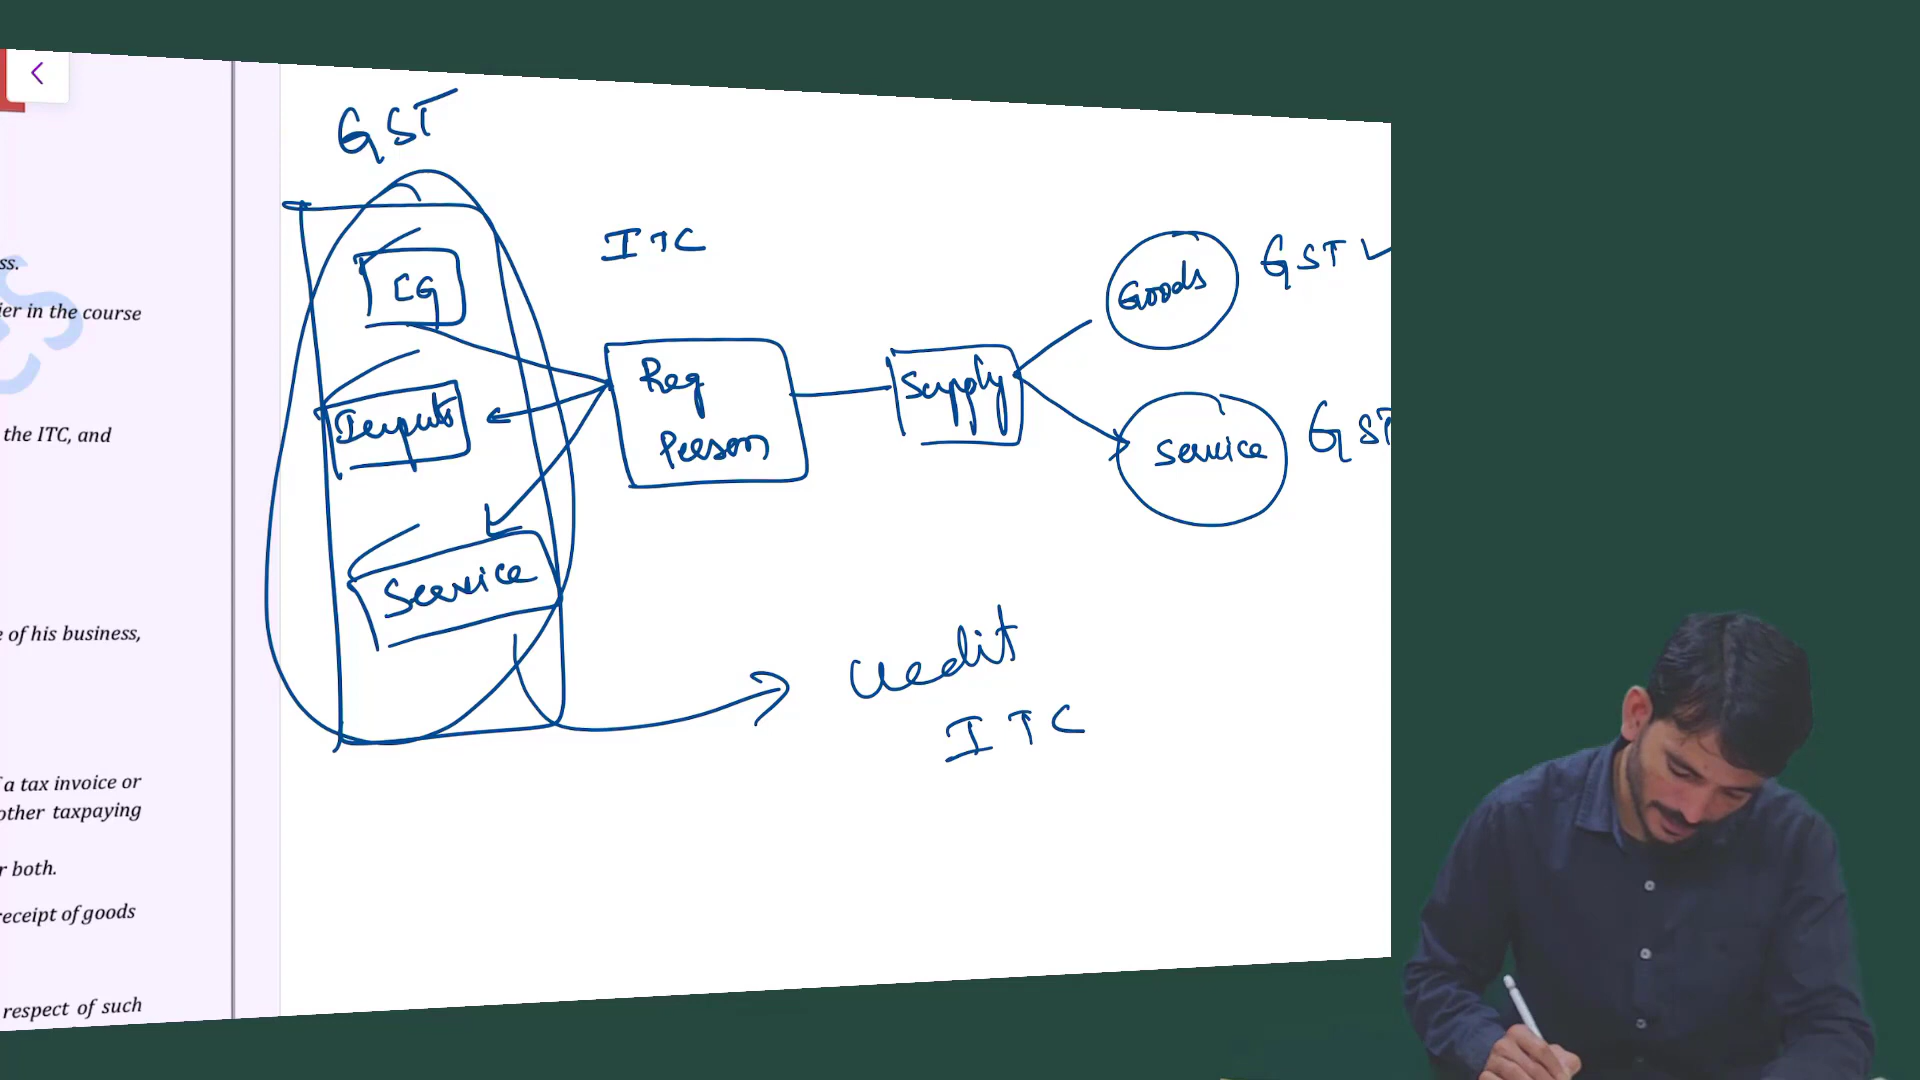 ss.
ier in the course
the ITC, and
e of his business,
a tax invoice or
other taxpaying
r both.
receipt of goods
respect of such
GST
ITC
CG
Inputs
Service
Reg
Person
Supply
Goods
GST
Service
GST
Credit
ITC